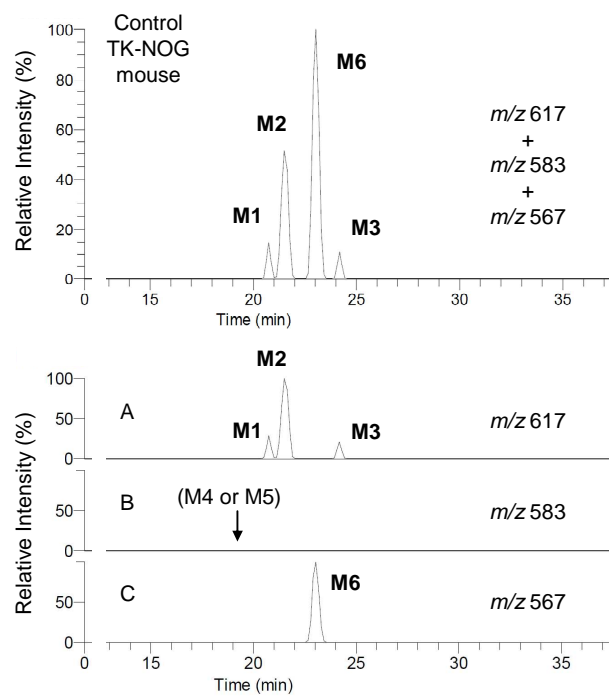 Control
TK-NOG
mouse
M6
M2
M1
M3
m/z 617
+
m/z 583
+
m/z 567
Relative Intensity (%)
100
80
60
40
20
0
0 15 20 25 30 35
Time (min)
M2
A
M1
M3
m/z 617
100
50
0
B
(M4 or M5)
m/z 583
50
0
C
M6
m/z 567
50
0
Relative Intensity (%)
0 15 20 25 30 35
Time (min)